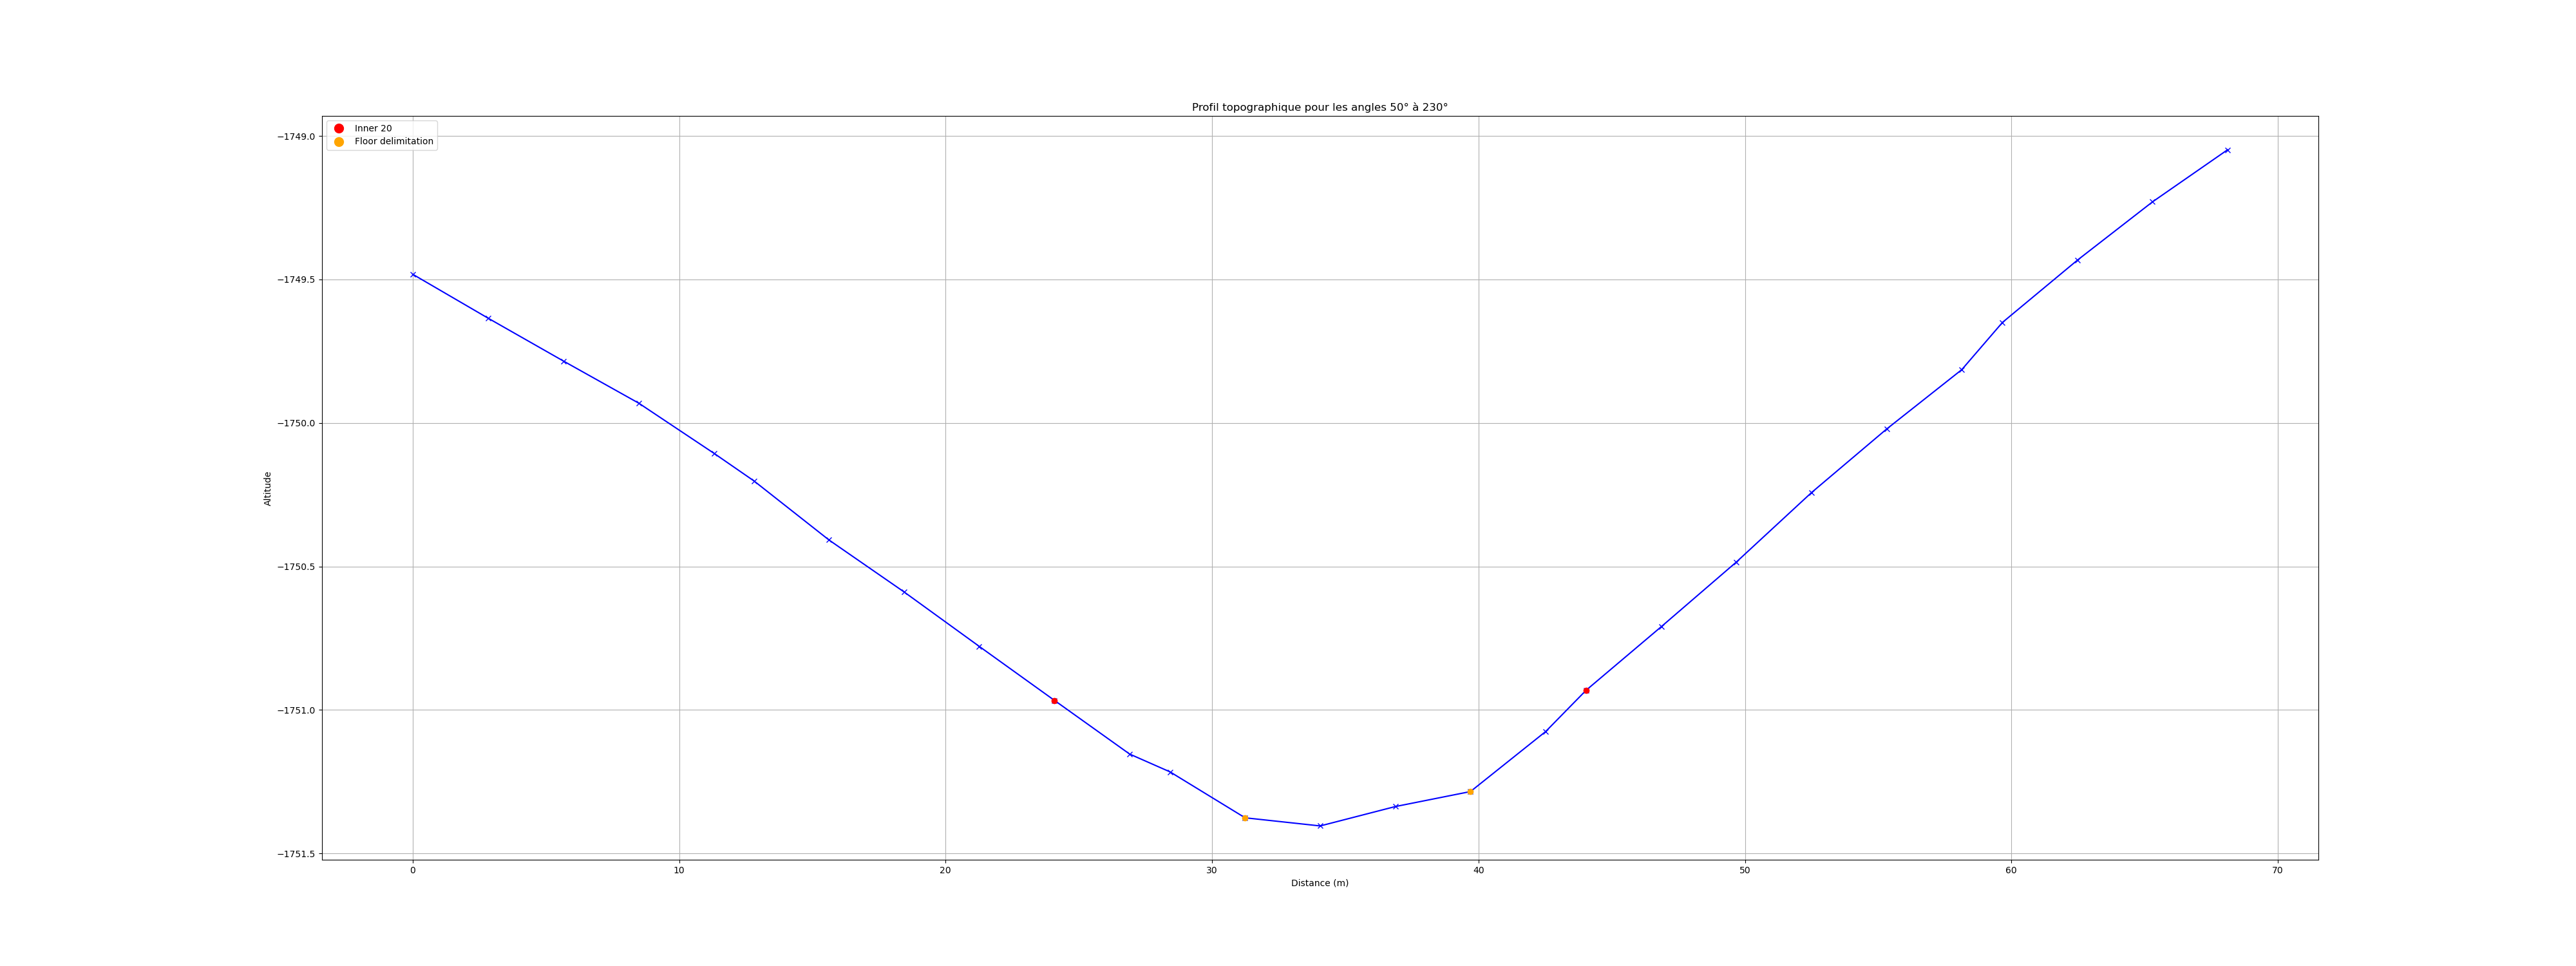 Profil topographique pour les angles 50° à 230°
Inner 20
Floor delimitation
−1749.0
−1749.5
−1750.0
−1750.5
−1751.0
−1751.5
Altitude
0 10 20 30 40 50 60 70
Distance (m)